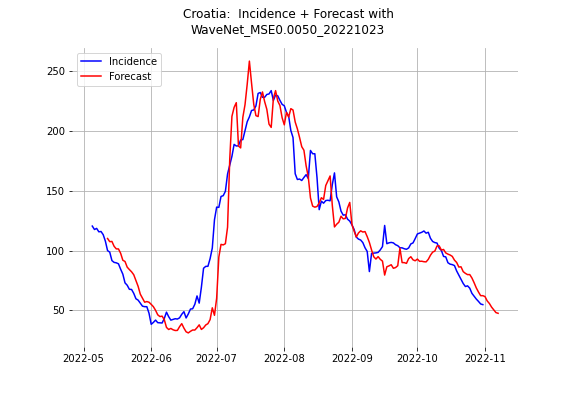 Croatia:  Incidence + Forecast with
WaveNet_MSE0.0050_20221023
Incidence
Forecast
250
200
150
100
50
2022-05 2022-06 2022-07 2022-08 2022-09 2022-10 2022-11